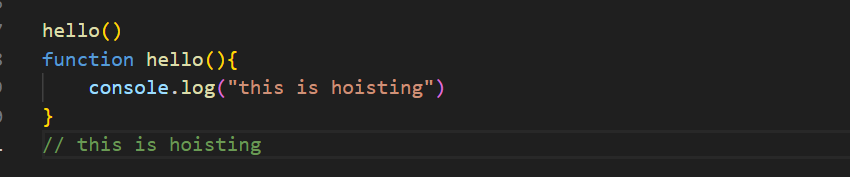 hello()
function hello(){
    console.log("this is hoisting")
}
// this is hoisting